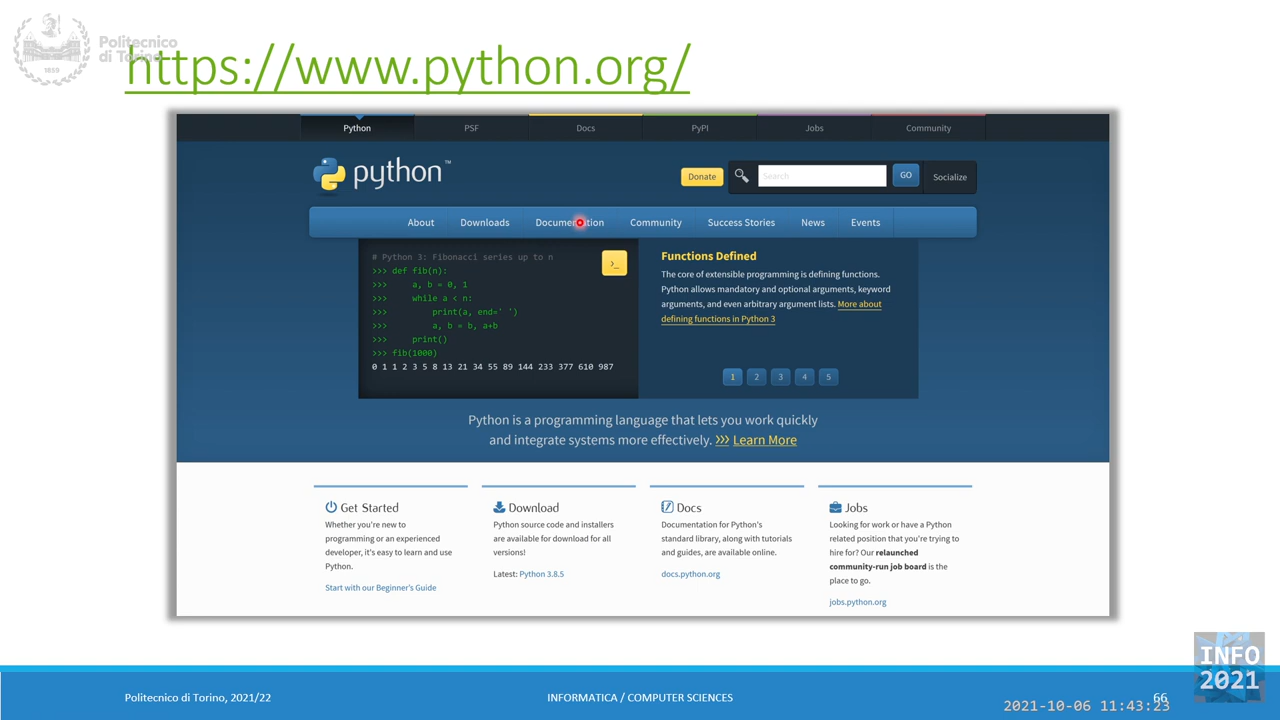 Politecnico
di Torino
1859
https://www.python.org/
Python
PSF
Docs
PyPI
Jobs
Community
python™
Donate
Search
GO
Socialize
About
Downloads
Documentation
Community
Success Stories
News
Events
# Python 3: Fibonacci series up to n
>>> def fib(n):
>>>     a, b = 0, 1
>>>     while a < n:
>>>         print(a, end=' ')
>>>         a, b = b, a+b
>>>     print()
>>> fib(1000)
0 1 1 2 3 5 8 13 21 34 55 89 144 233 377 610 987
>_
Functions Defined
The core of extensible programming is defining functions.
Python allows mandatory and optional arguments, keyword
arguments, and even arbitrary argument lists. More about
defining functions in Python 3
1 2 3 4 5
Python is a programming language that lets you work quickly
and integrate systems more effectively. >>> Learn More
Get Started
Whether you're new to
programming or an experienced
developer, it's easy to learn and use
Python.
Start with our Beginner's Guide
Download
Python source code and installers
are available for download for all
versions!
Latest: Python 3.8.5
Docs
Documentation for Python's
standard library, along with tutorials
and guides, are available online.
docs.python.org
Jobs
Looking for work or have a Python
related position that you're trying to
hire for? Our relaunched
community-run job board is the
place to go.
jobs.python.org
INFO
2021
Politecnico di Torino, 2021/22
INFORMATICA / COMPUTER SCIENCES
66
2021-10-06 11:43:23